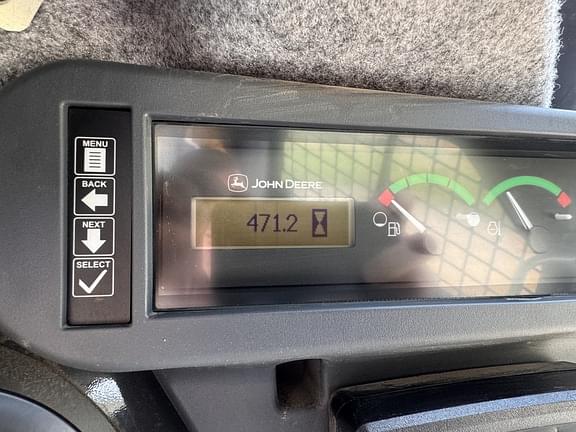 MENU
BACK
NEXT
SELECT
JOHN DEERE
471.2